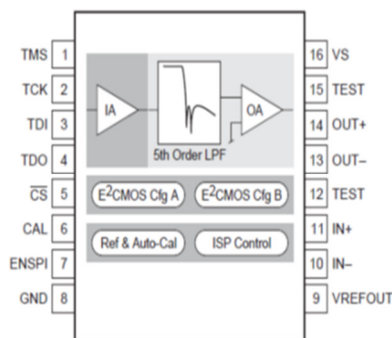 TMS 1
TCK 2
TDI 3
TDO 4
CS 5
CAL 6
ENSPI 7
GND 8
16 VS
15 TEST
14 OUT+
13 OUT–
12 TEST
11 IN+
10 IN–
9 VREFOUT
IA
OA
5th Order LPF
E²CMOS Cfg A
E²CMOS Cfg B
Ref & Auto-Cal
ISP Control